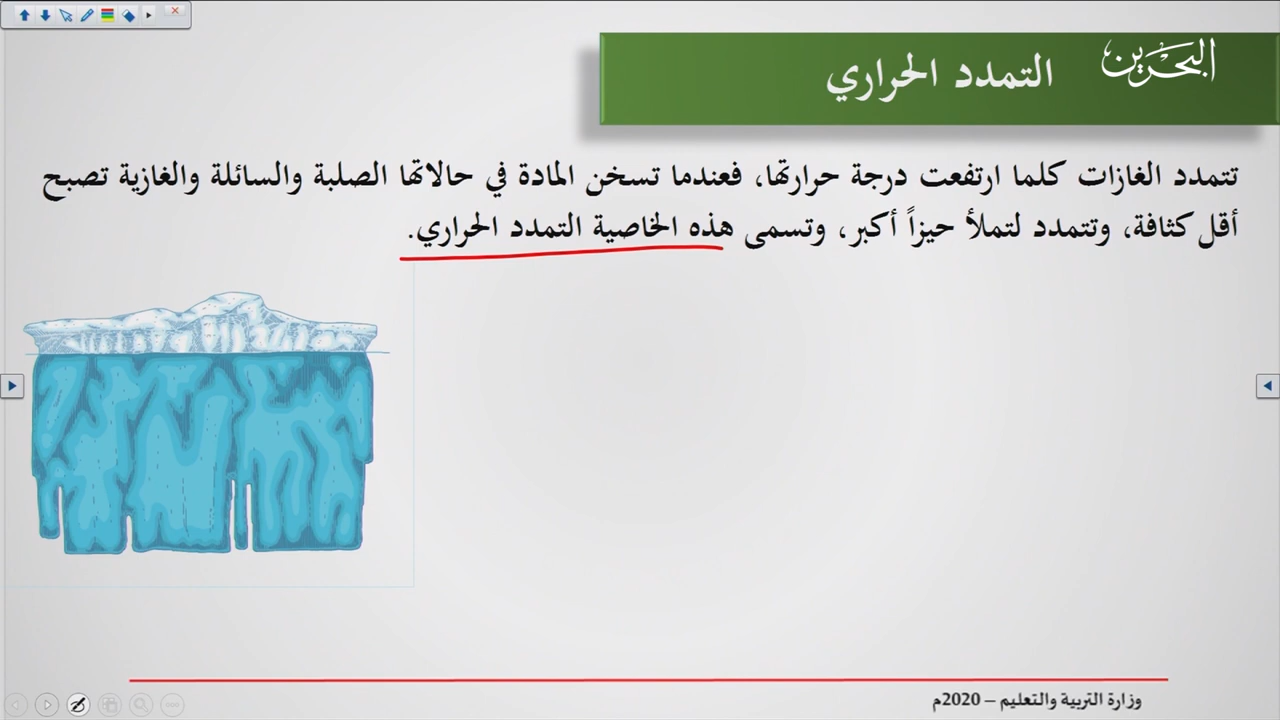 البحرين
التمدد الحراري
تتمدد الغازات كلما ارتفعت درجة حرارتها، فعندما تسخن المادة في حالاتها الصلبة والسائلة والغازية تصبح
أقل كثافة، وتتمدد لتملأ حيزاً أكبر، وتسمى هذه الخاصية التمدد الحراري.
وزارة التربية والتعليم – 2020م